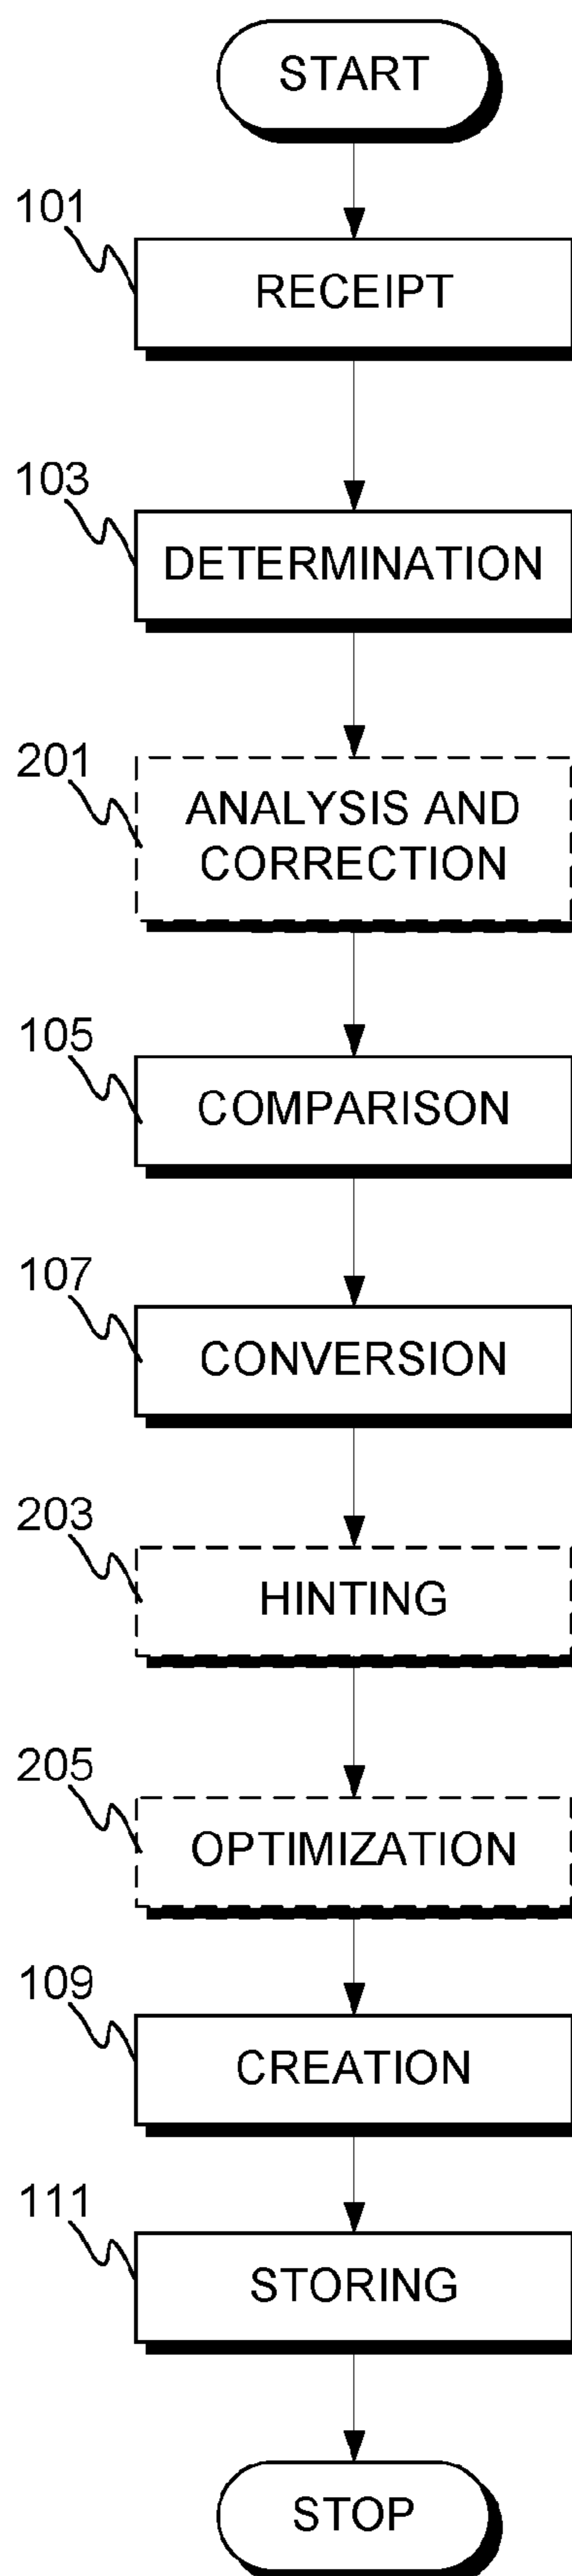 START
101
RECEIPT
103
DETERMINATION
201
ANALYSIS AND
CORRECTION
105
COMPARISON
107
CONVERSION
203
HINTING
205
OPTIMIZATION
109
CREATION
111
STORING
STOP